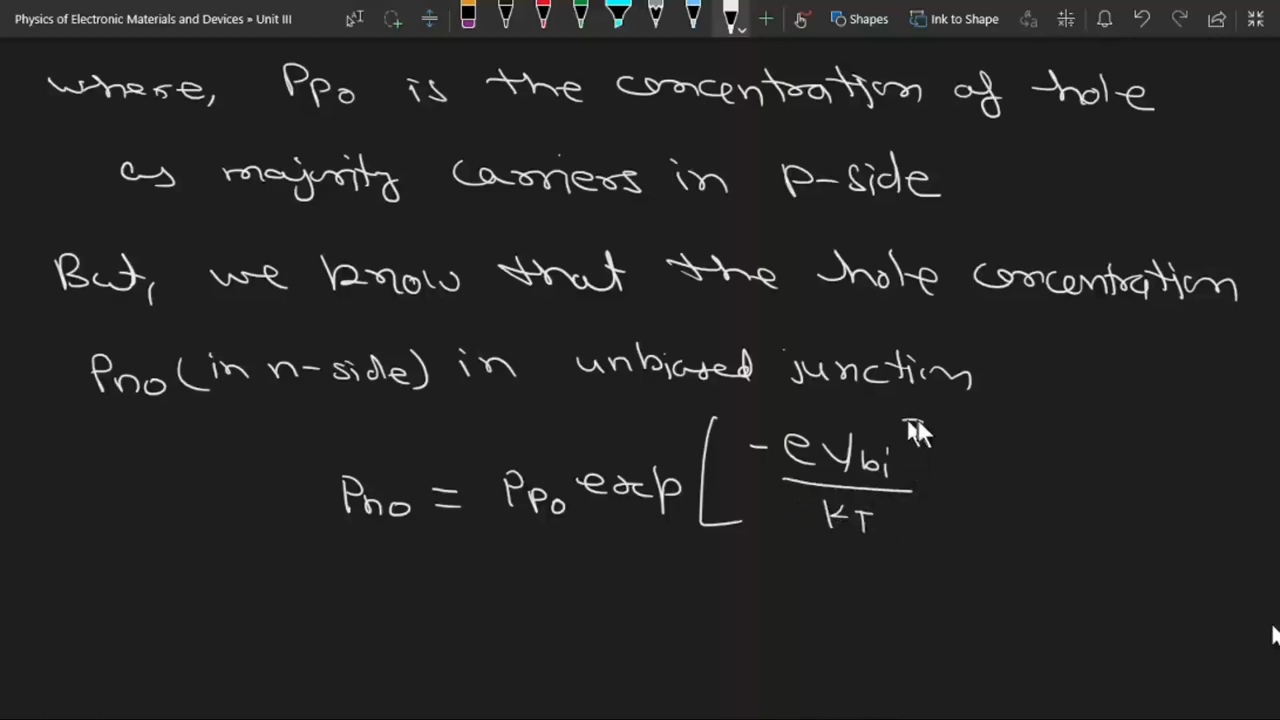 Physics of Electronic Materials and Devices » Unit III
Shapes
Ink to Shape
where, Ppo is the concentration of hole
as majority carriers in p-side
But, we know that the hole concentration
Pno (in n-side) in unbiased junction
Pno = Ppo exp [ -eVbi / KT